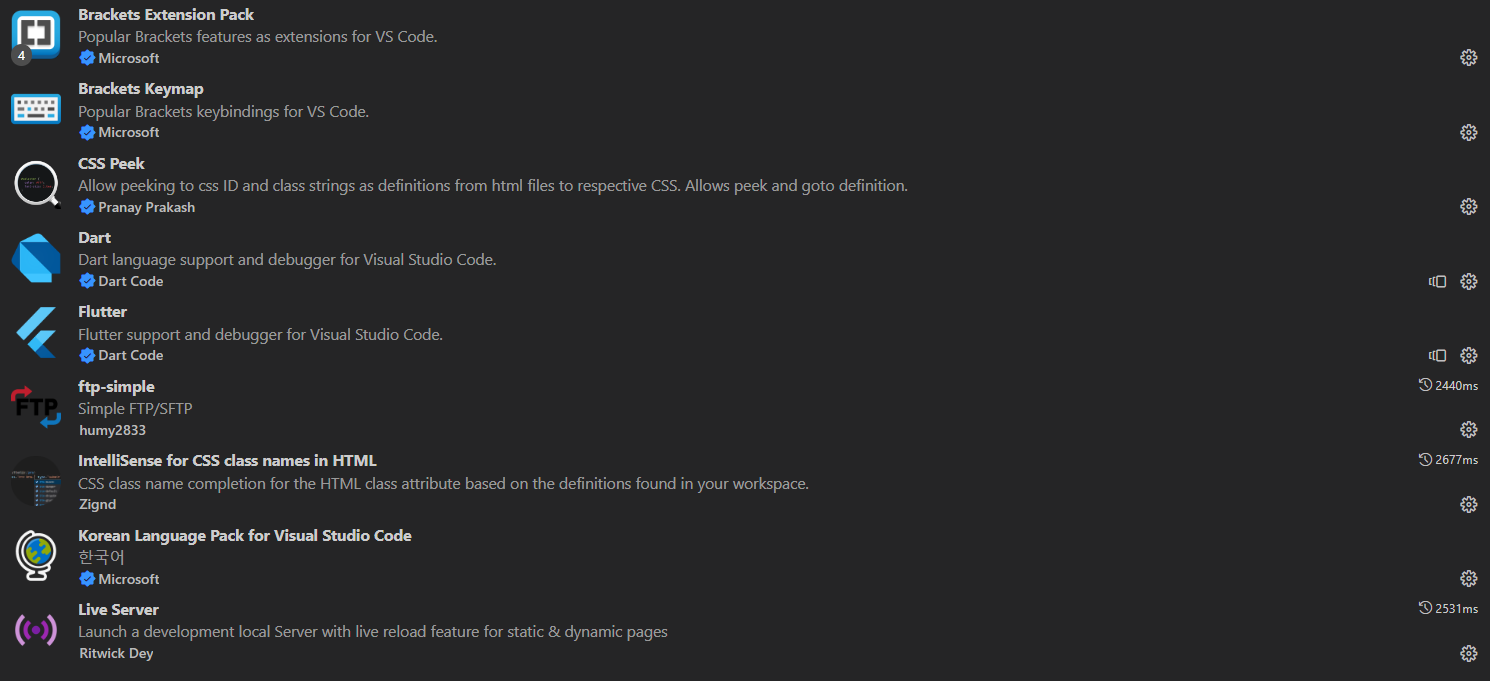 Brackets Extension Pack
Popular Brackets features as extensions for VS Code.
4
Microsoft
Brackets Keymap
Popular Brackets keybindings for VS Code.
Microsoft
CSS Peek
Allow peeking to css ID and class strings as definitions from html files to respective CSS. Allows peek and goto definition.
Pranay Prakash
Dart
Dart language support and debugger for Visual Studio Code.
Dart Code
Flutter
Flutter support and debugger for Visual Studio Code.
Dart Code
ftp-simple
2440ms
FTP
Simple FTP/SFTP
humy2833
IntelliSense for CSS class names in HTML
2677ms
CSS class name completion for the HTML class attribute based on the definitions found in your workspace.
Zignd
Korean Language Pack for Visual Studio Code
한국어
Microsoft
Live Server
2531ms
Launch a development local Server with live reload feature for static & dynamic pages
Ritwick Dey